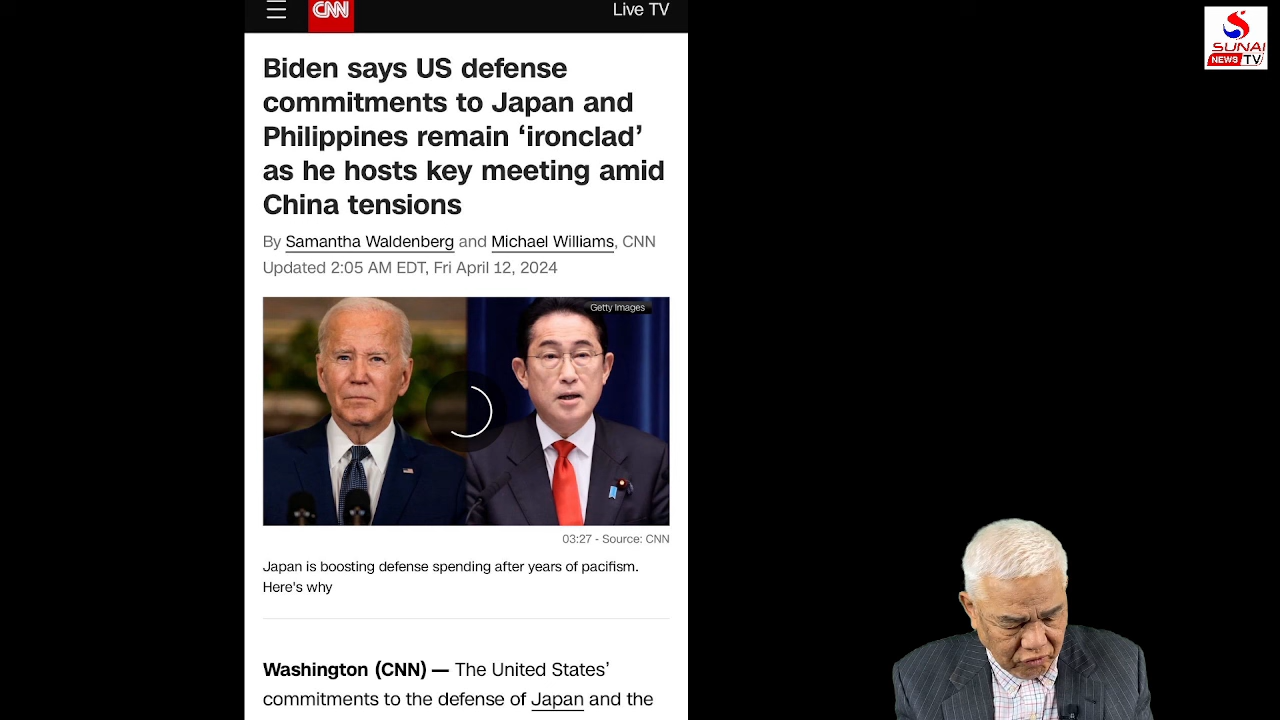 CNN
Live TV
SUNAI
NEWS TV
Biden says US defense
commitments to Japan and
Philippines remain ‘ironclad’
as he hosts key meeting amid
China tensions
By Samantha Waldenberg and Michael Williams, CNN
Updated 2:05 AM EDT, Fri April 12, 2024
Getty Images
03:27 - Source: CNN
Japan is boosting defense spending after years of pacifism.
Here's why
Washington (CNN) — The United States’
commitments to the defense of Japan and the